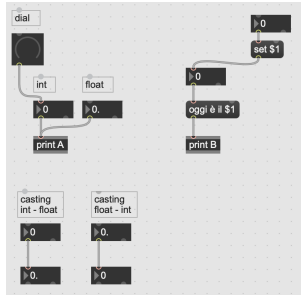 dial
int
float
0
0.
print A
0
set $1
0
oggi è il $1
print B
casting
int - float
casting
float - int
0
0.
0.
0